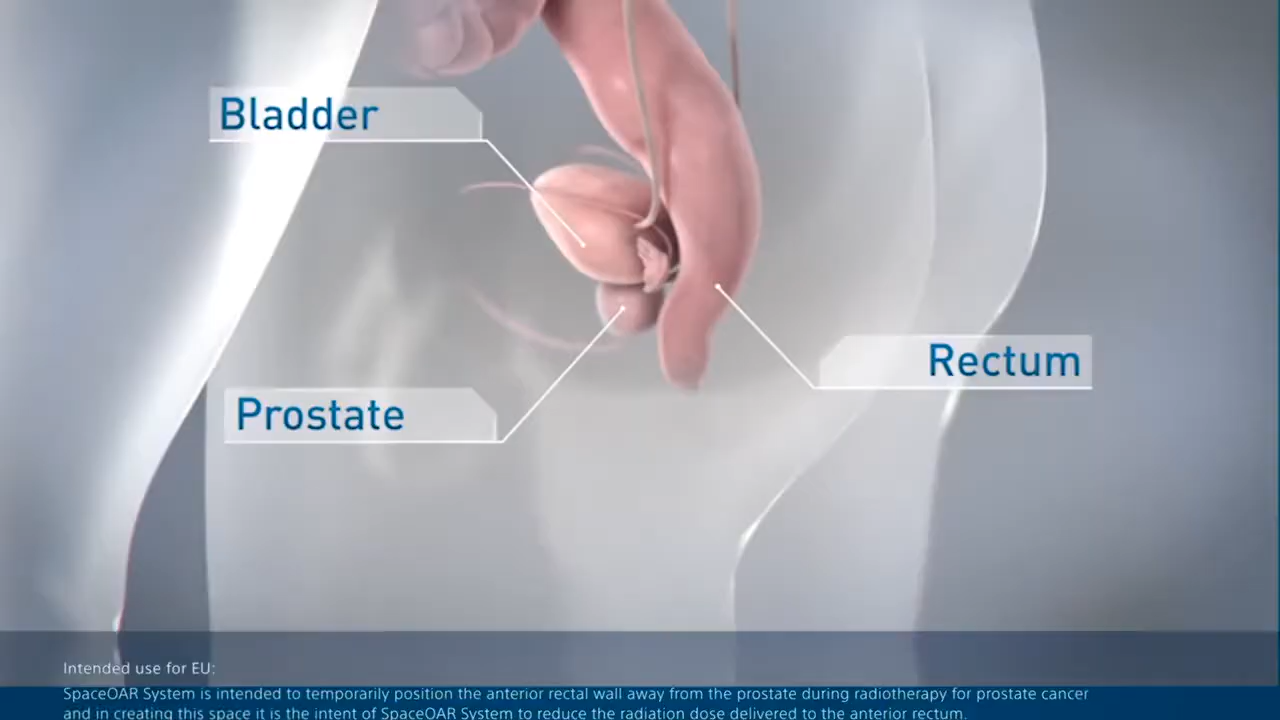 Bladder
Rectum
Prostate
Intended use for EU:
SpaceOAR System is intended to temporarily position the anterior rectal wall away from the prostate during radiotherapy for prostate cancer
and in creating this space it is the intent of SpaceOAR System to reduce the radiation dose delivered to the anterior rectum.